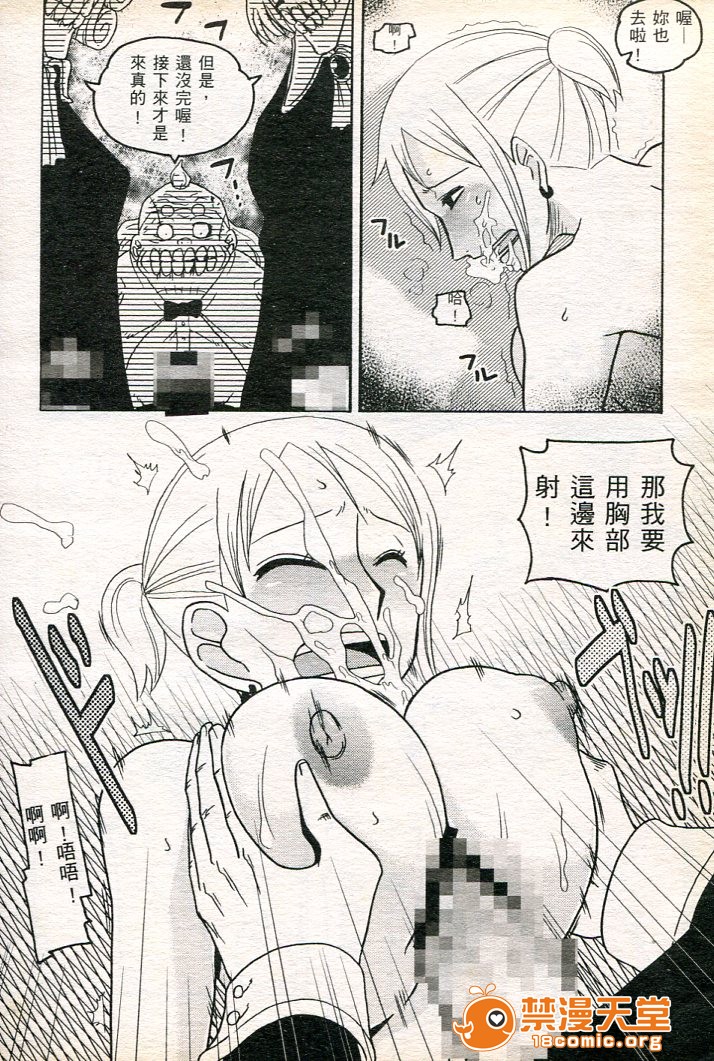 喔—
妳也
去啦！
啊！
哈！
フル
フル
但是，
還沒完喔！
接下來才是
來真的！
那我要
用胸部
這邊來
射！
啊！唔唔！
啊啊！
禁漫天堂
18comic.org